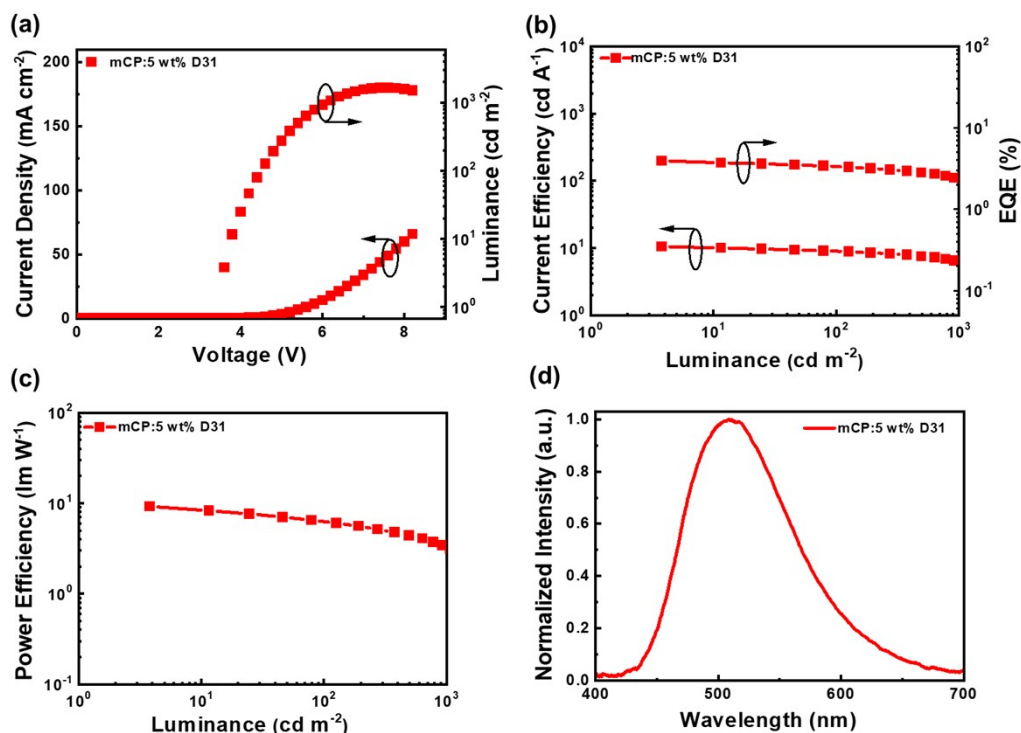 (a)
mCP:5 wt% D31
Current Density (mA cm⁻²)
200
175
150
125
100
75
50
25
0
0 2 4 6 8
Voltage (V)
10³
10²
10¹
10⁰
Luminance (cd m⁻²)
(b)
mCP:5 wt% D31
Current Efficiency (cd A⁻¹)
10⁴
10³
10²
10¹
10⁰
10⁰ 10¹ 10² 10³
Luminance (cd m⁻²)
10²
10¹
10⁰
10⁻¹
EQE (%)
(c)
mCP:5 wt% D31
Power Efficiency (lm W⁻¹)
10²
10¹
10⁰
10⁻¹
10⁰ 10¹ 10² 10³
Luminance (cd m⁻²)
(d)
mCP:5 wt% D31
Normalized Intensity (a.u.)
1.0
0.8
0.6
0.4
0.2
0.0
400 500 600 700
Wavelength (nm)